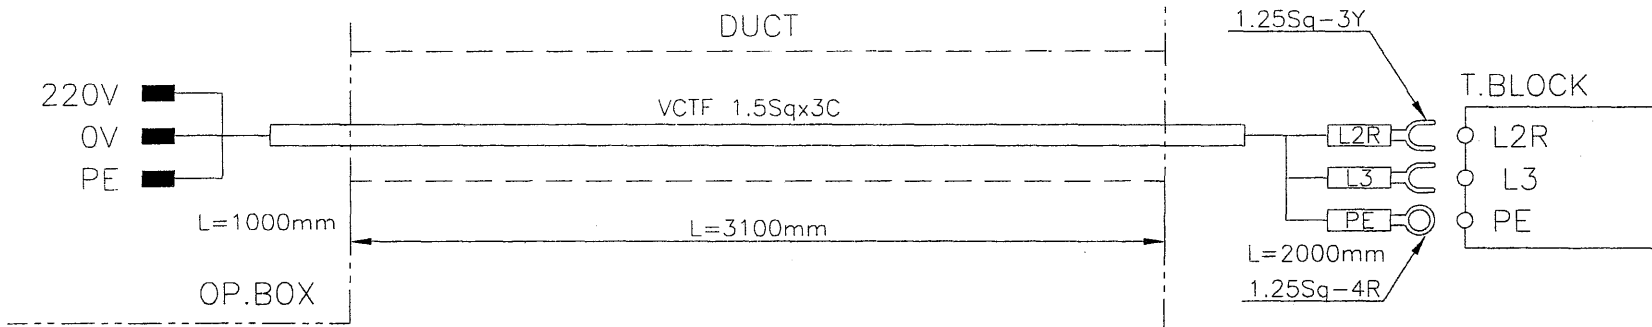 DUCT
1.25Sq-3Y
T.BLOCK
220V
VCTF 1.5Sqx3C
0V
L2R
L2R
PE
L3
L3
PE
PE
L=1000mm
L=3100mm
L=2000mm
OP.BOX
1.25Sq-4R